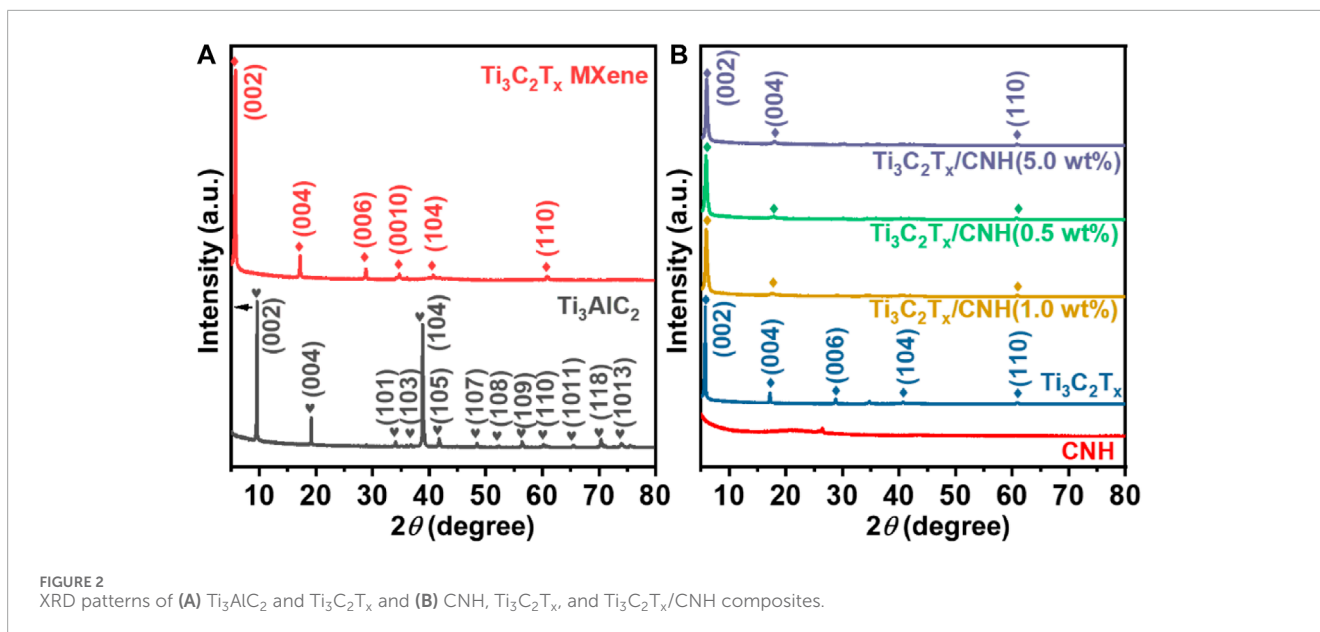 A
Intensity (a.u.)
Ti₃C₂Tₓ MXene
(002)
(004)
(006)
(0010)
(104)
(110)
Ti₃AlC₂
(002)
(004)
(101)
(103)
(104)
(105)
(107)
(108)
(109)
(110)
(1011)
(118)
(1013)
10 20 30 40 50 60 70 80
2θ (degree)
B
Intensity (a.u.)
(002)
(004)
(110)
Ti₃C₂Tₓ/CNH(5.0 wt%)
Ti₃C₂Tₓ/CNH(0.5 wt%)
Ti₃C₂Tₓ/CNH(1.0 wt%)
(002)
(004)
(006)
(104)
(110)
Ti₃C₂Tₓ
CNH
10 20 30 40 50 60 70 80
2θ (degree)
FIGURE 2
XRD patterns of (A) Ti₃AlC₂ and Ti₃C₂Tₓ and (B) CNH, Ti₃C₂Tₓ, and Ti₃C₂Tₓ/CNH composites.